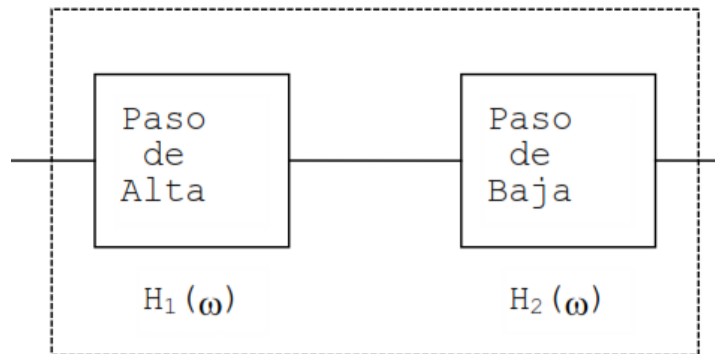 Paso
de
Alta
H₁(ω)
Paso
de
Baja
H₂(ω)